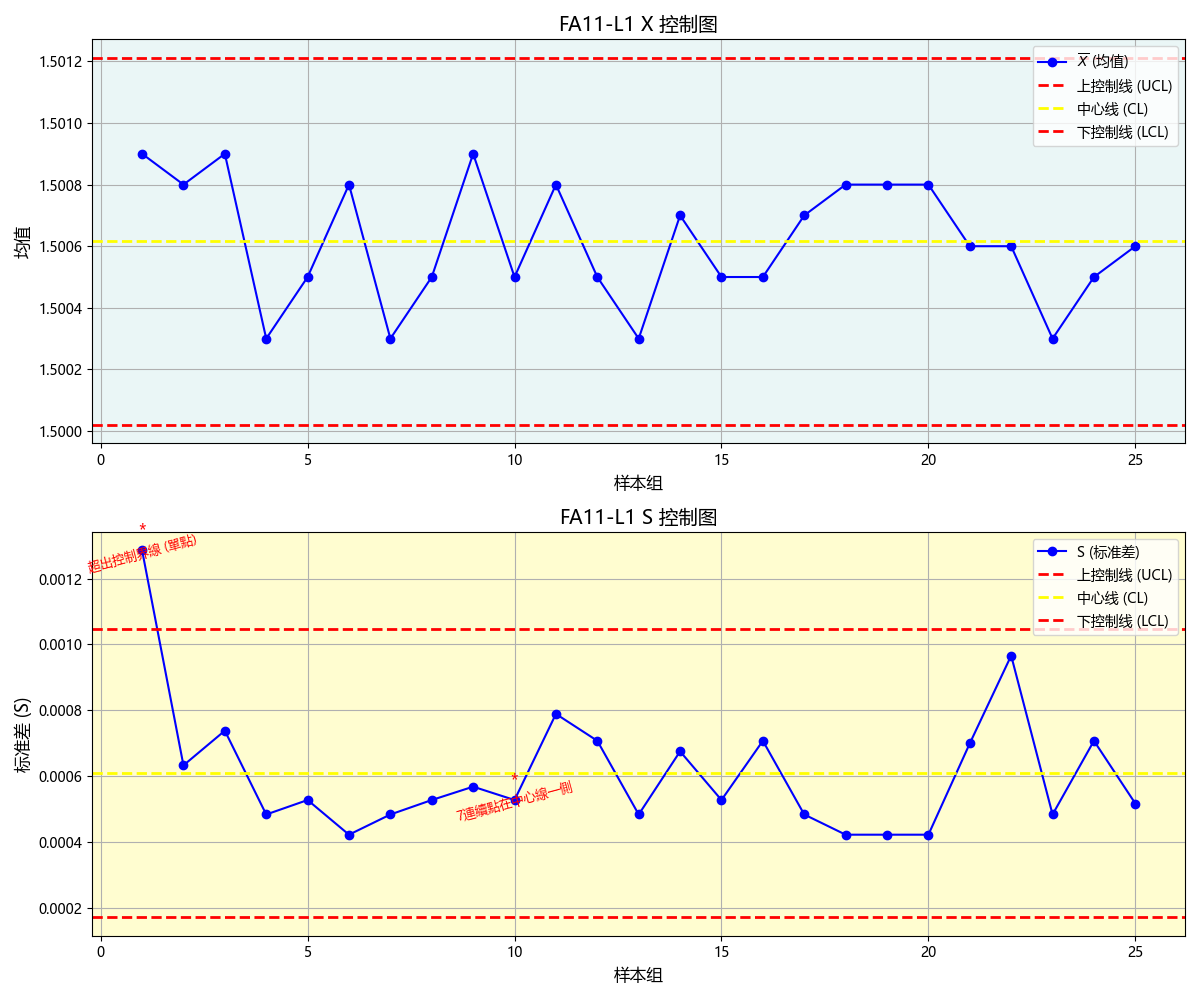 FA11-L1 X 控制图
X (均值)
上控制线 (UCL)
中心线 (CL)
下控制线 (LCL)
均值
1.5012
1.5010
1.5008
1.5006
1.5004
1.5002
1.5000
0 5 10 15 20 25
样本组
FA11-L1 S 控制图
*
超出控制界線 (單點)
S (标准差)
上控制线 (UCL)
中心线 (CL)
下控制线 (LCL)
标准差 (S)
0.0012
0.0010
0.0008
0.0006
0.0004
0.0002
*
7連續點在中心線一側
0 5 10 15 20 25
样本组